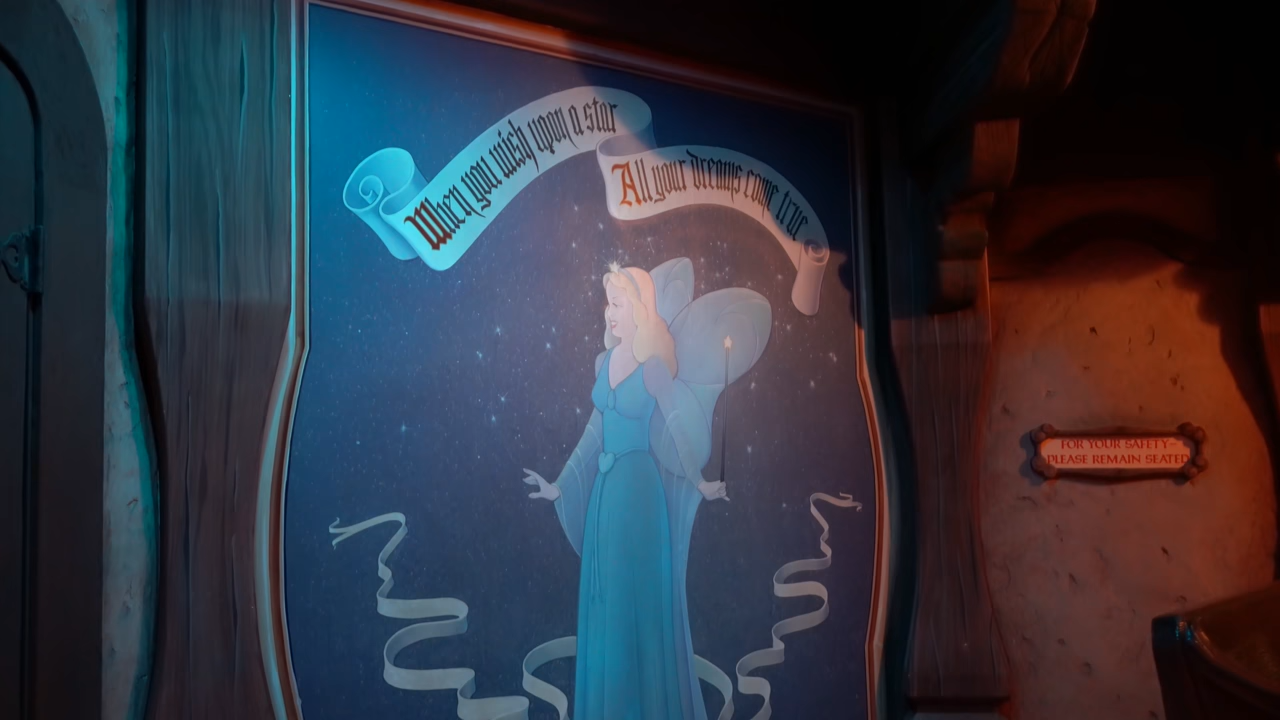 When you wish upon a star
All your dreams come true
FOR YOUR SAFETY-
PLEASE REMAIN SEATED